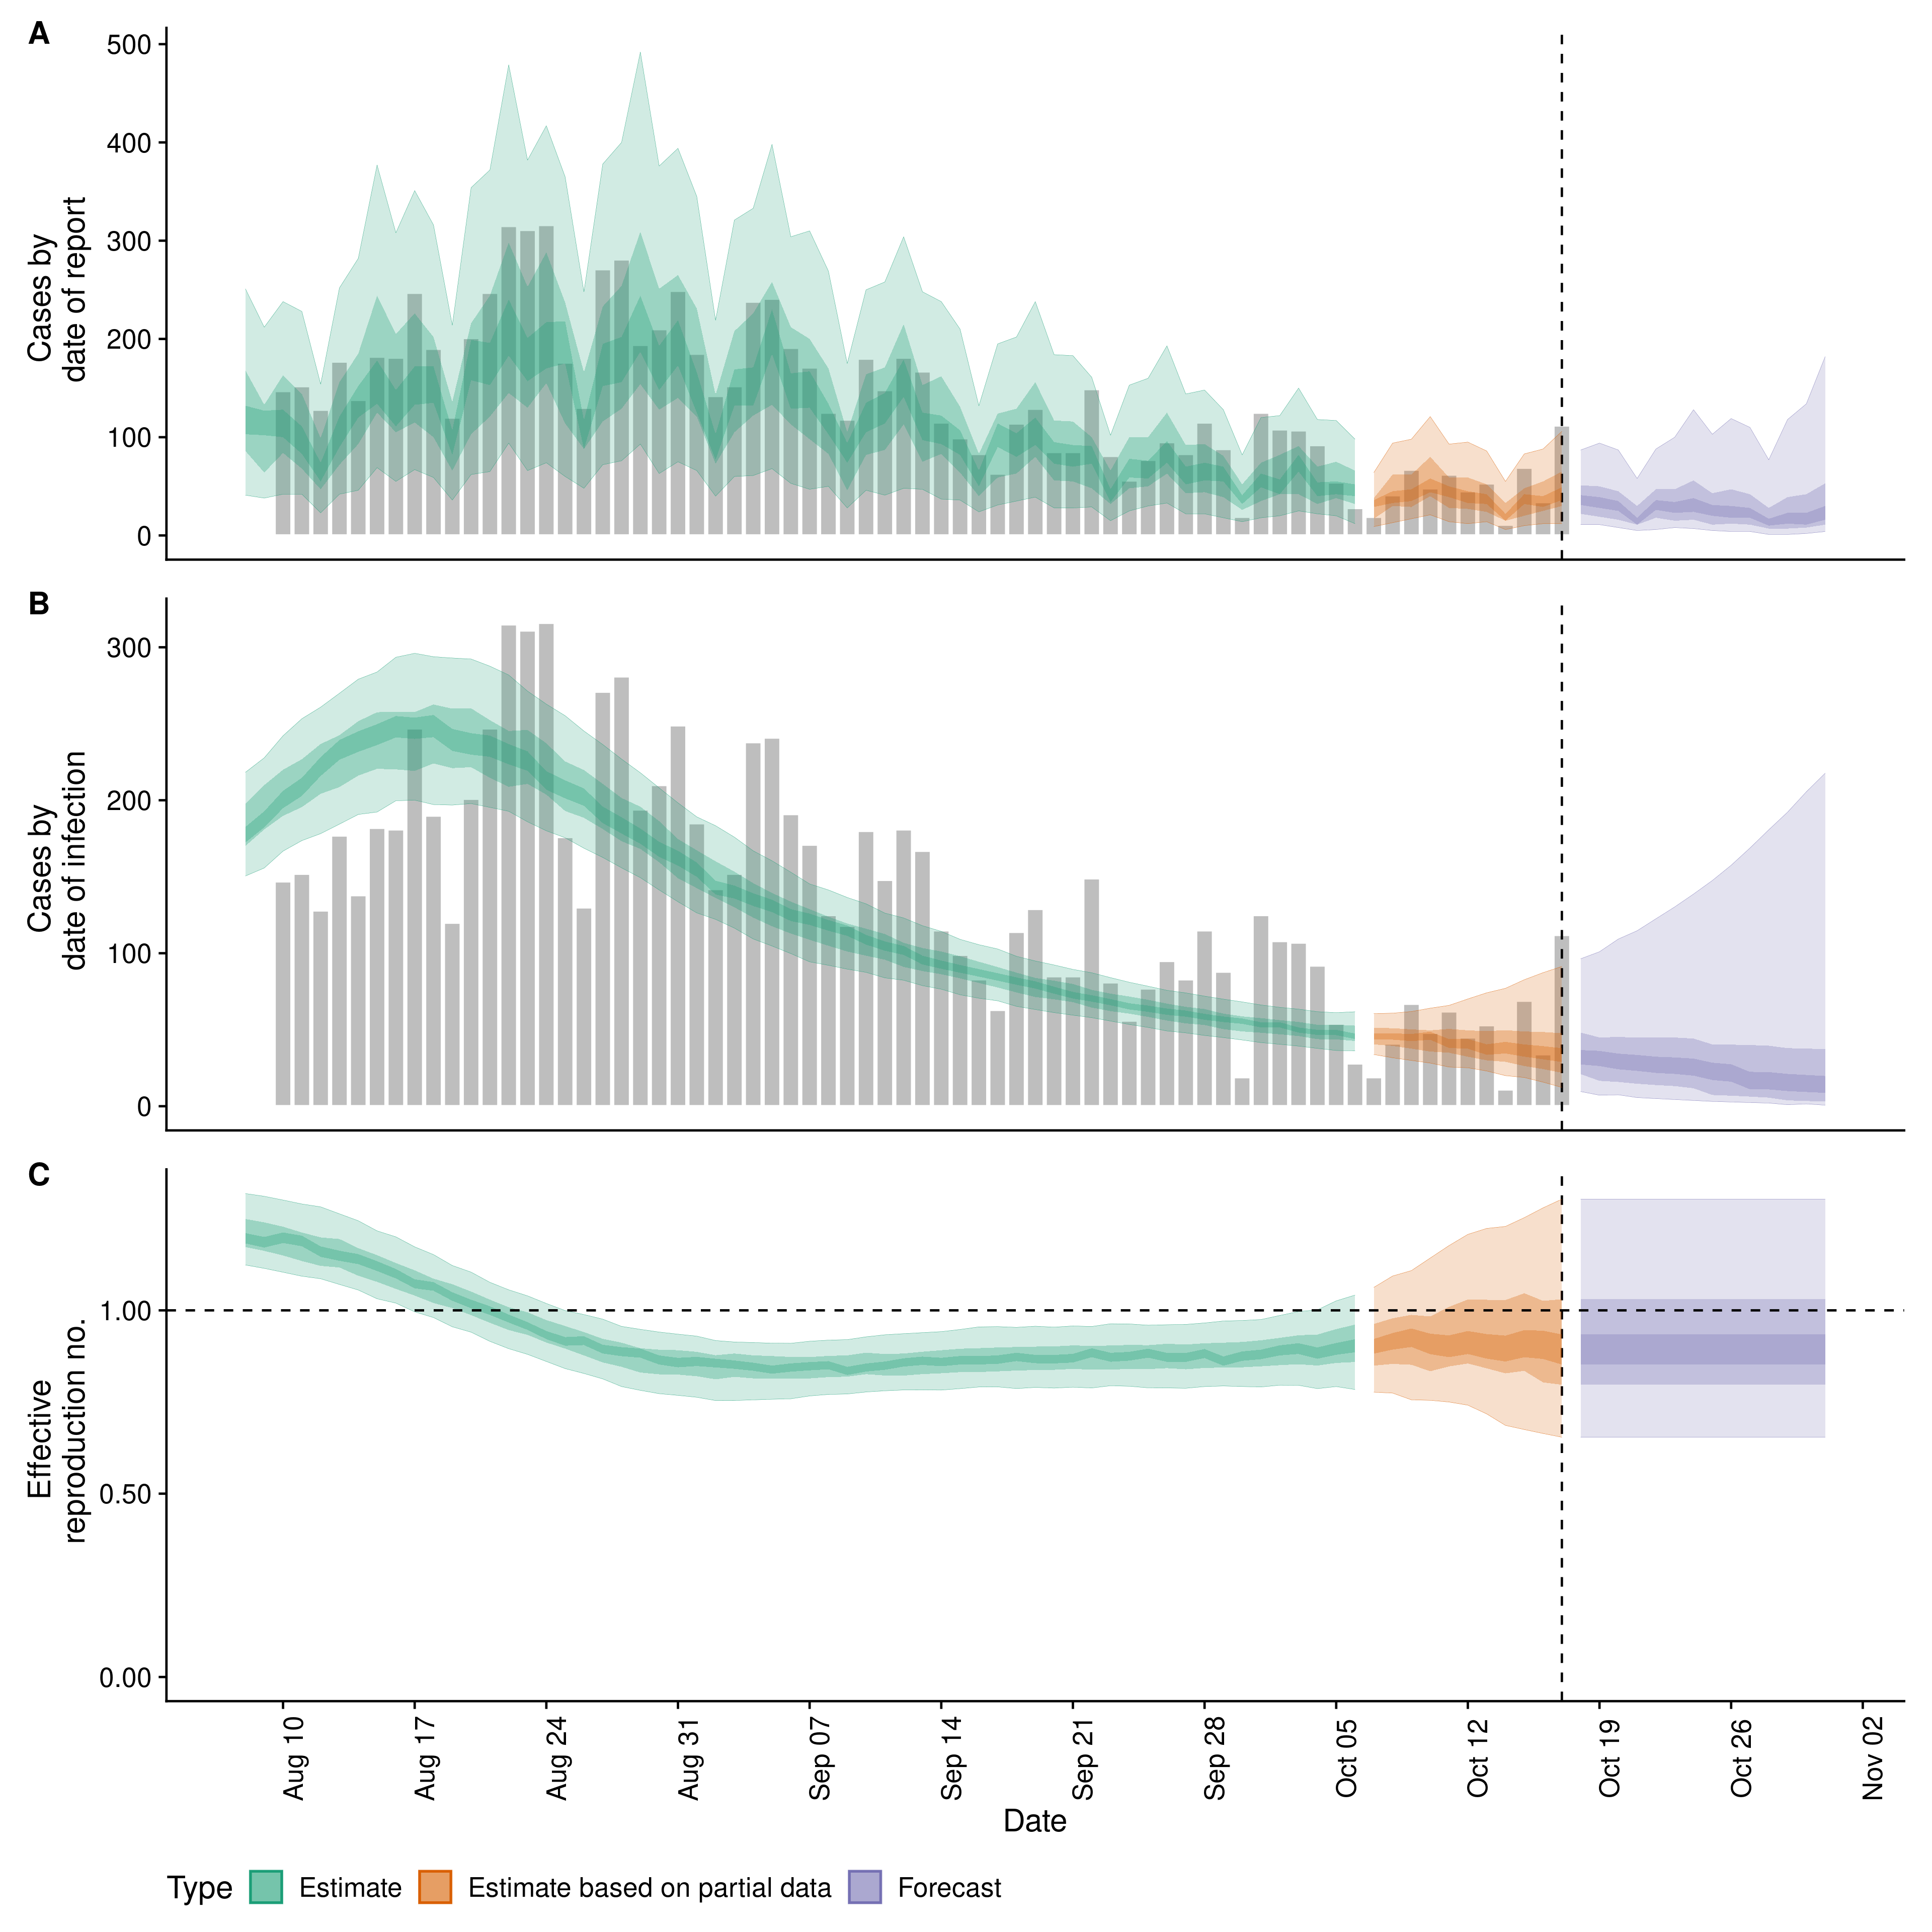 A
500
400
300
200
100
0
Cases by
date of report
B
300
200
100
0
Cases by
date of infection
C
1.00
0.50
0.00
Effective
reproduction no.
Aug 10
Aug 17
Aug 24
Aug 31
Sep 07
Sep 14
Sep 21
Sep 28
Oct 05
Oct 12
Oct 19
Oct 26
Nov 02
Date
Type Estimate Estimate based on partial data Forecast